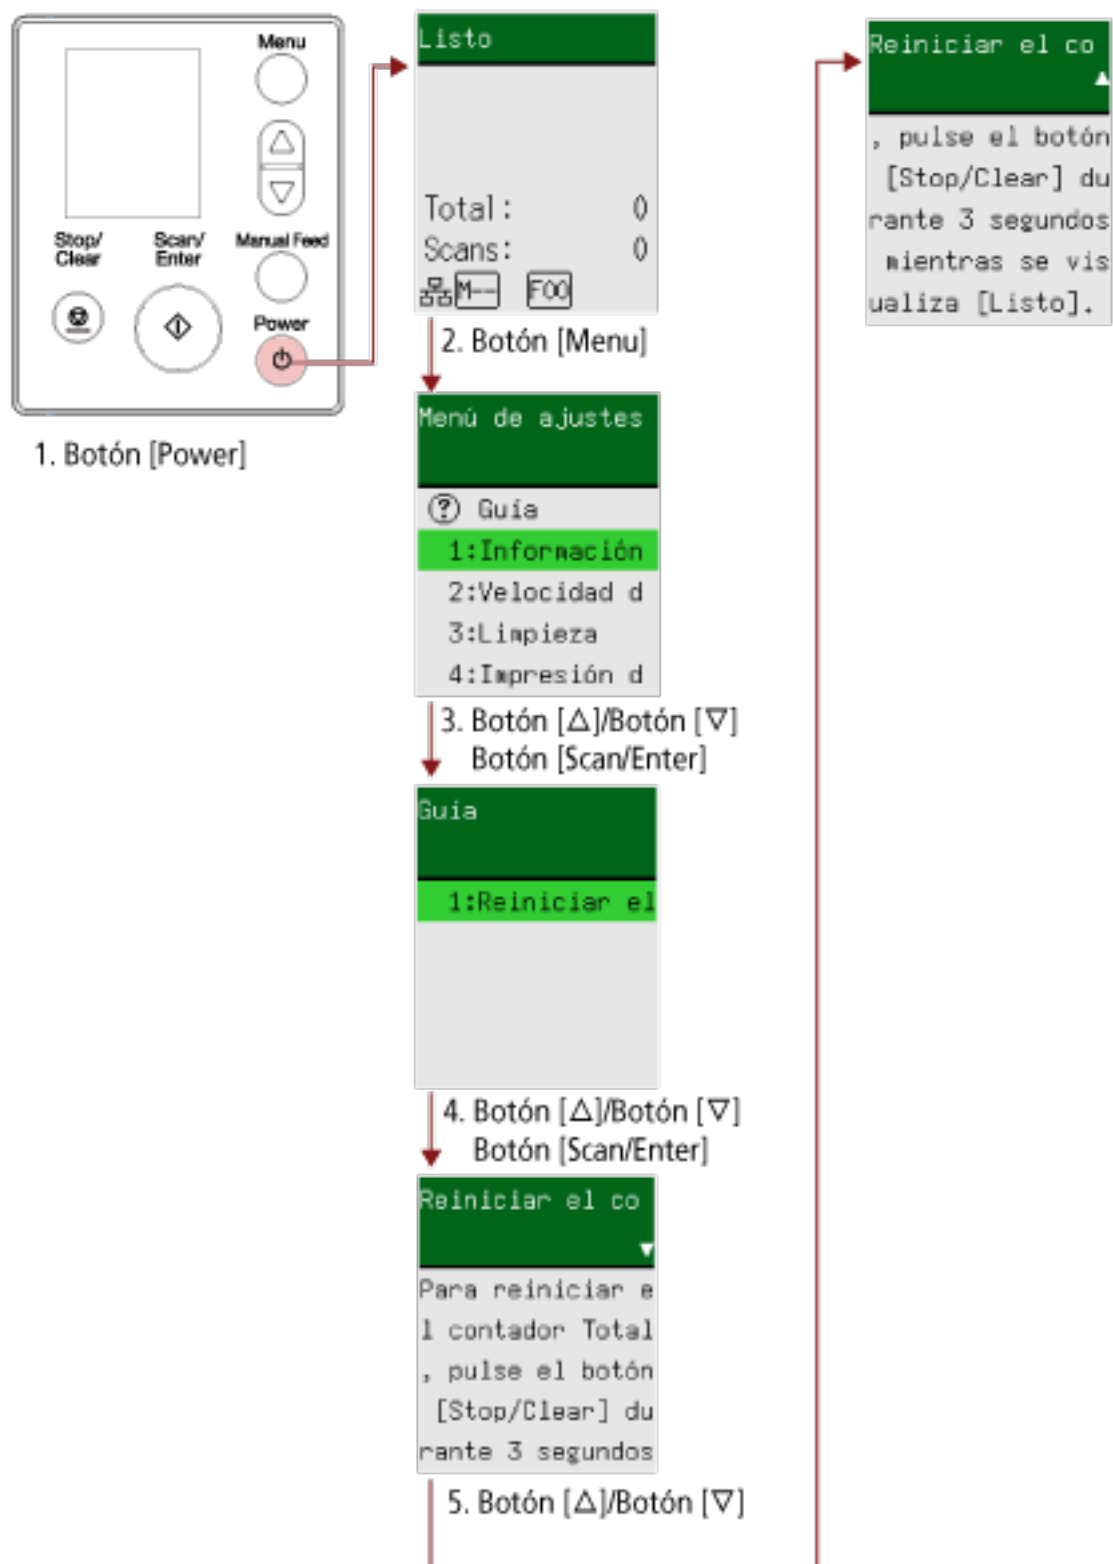 Menu
Stop/
Clear
Scan/
Enter
Manual Feed
Power
1. Botón [Power]
Listo
Total: 0
Scans: 0
M-- F00
2. Botón [Menu]
Menú de ajustes
? Guía
1:Información
2:Velocidad d
3:Limpieza
4:Impresión d
3. Botón [△]/Botón [▽]
Botón [Scan/Enter]
Guía
1:Reiniciar el
4. Botón [△]/Botón [▽]
Botón [Scan/Enter]
Reiniciar el co
▼
Para reiniciar e
l contador Total
, pulse el botón
[Stop/Clear] du
rante 3 segundos
5. Botón [△]/Botón [▽]
Reiniciar el co
▲
, pulse el botón
[Stop/Clear] du
rante 3 segundos
mientras se vis
ualiza [Listo].